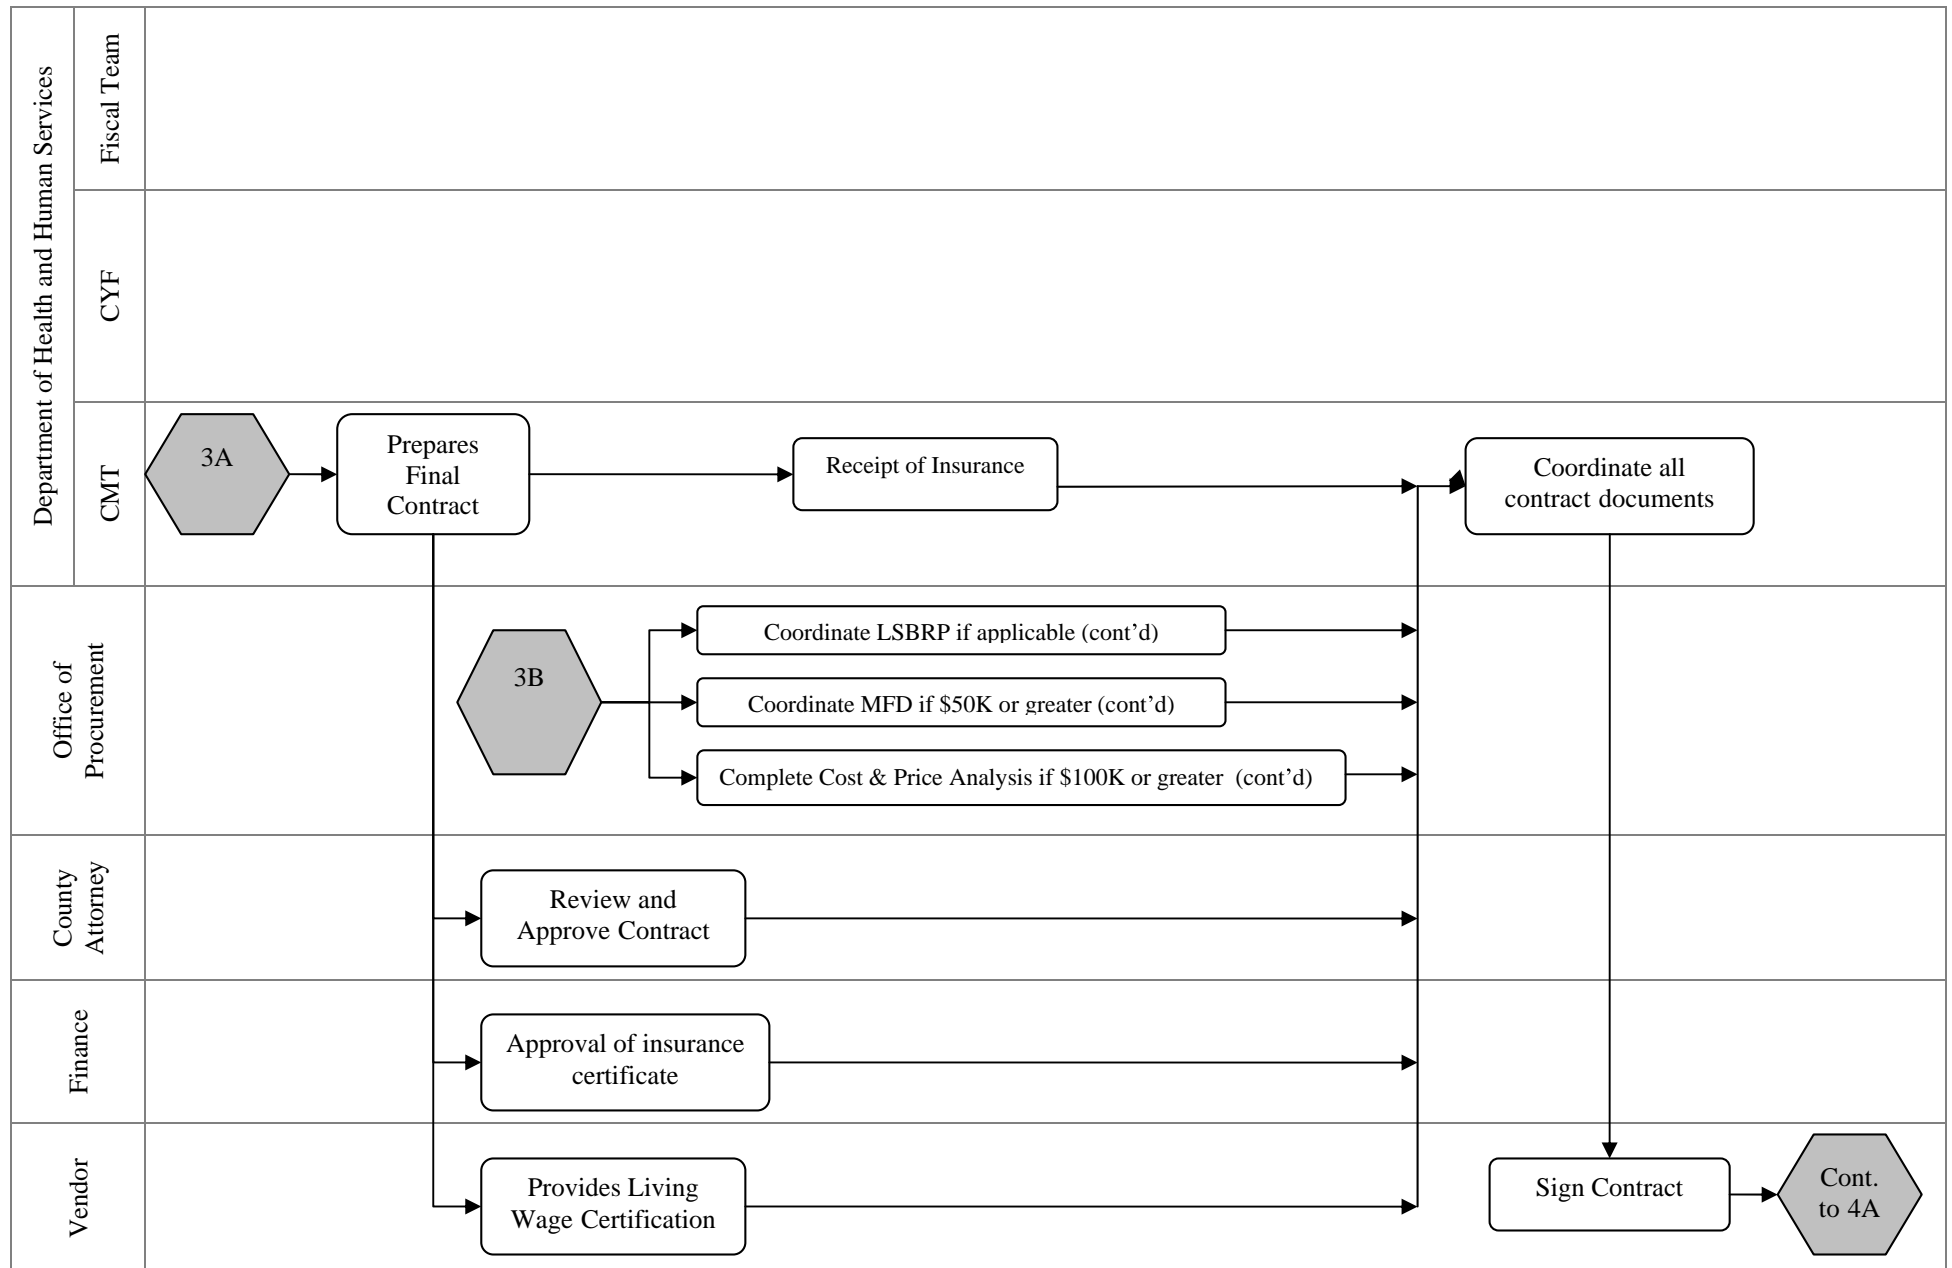 Department of Health and Human Services
Fiscal Team
CYF
CMT
3A
Prepares
Final
Contract
Receipt of Insurance
Coordinate all
contract documents
Office of
Procurement
3B
Coordinate LSBRP if applicable (cont’d)
Coordinate MFD if $50K or greater (cont’d)
Complete Cost & Price Analysis if $100K or greater (cont’d)
County
Attorney
Review and
Approve Contract
Finance
Approval of insurance
certificate
Vendor
Provides Living
Wage Certification
Sign Contract
Cont.
to 4A